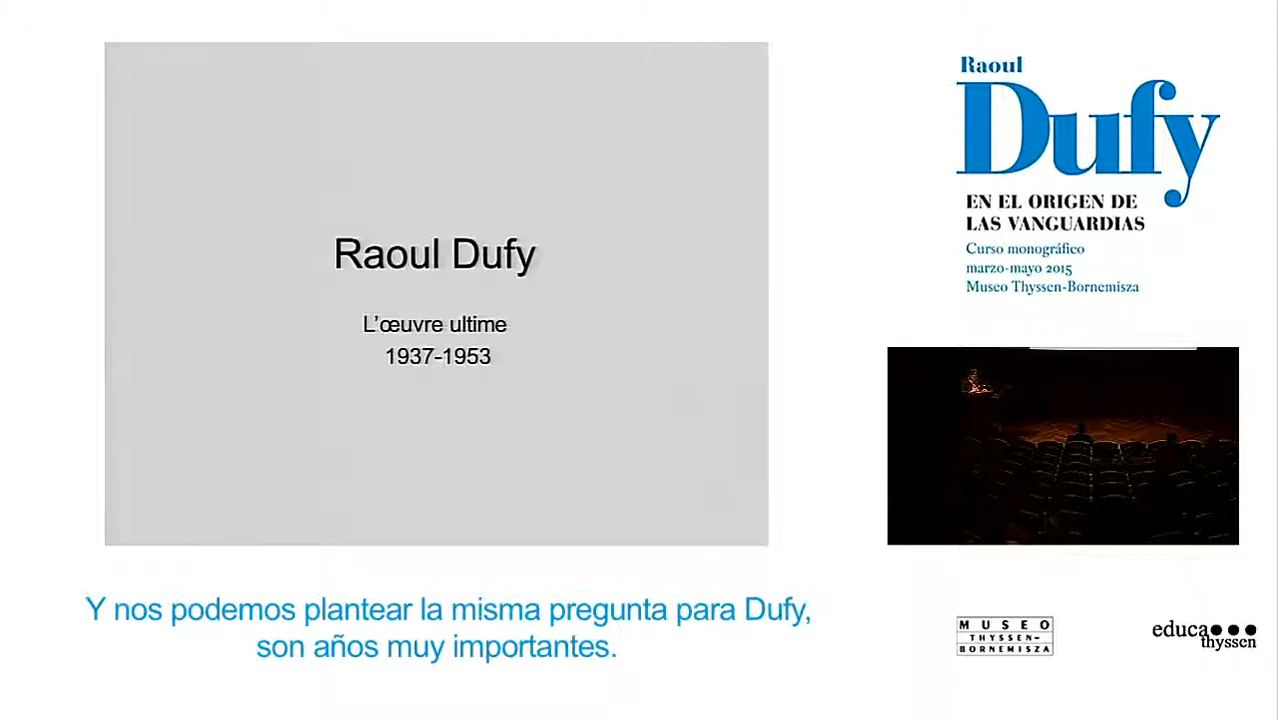 Raoul Dufy
L'œuvre ultime
1937-1953
Raoul
Dufy
EN EL ORIGEN DE
LAS VANGUARDIAS
Curso monográfico
marzo-mayo 2015
Museo Thyssen-Bornemisza
Y nos podemos plantear la misma pregunta para Dufy,
son años muy importantes.
MUSEO
THYSSEN-
BORNEMISZA
educa
thyssen